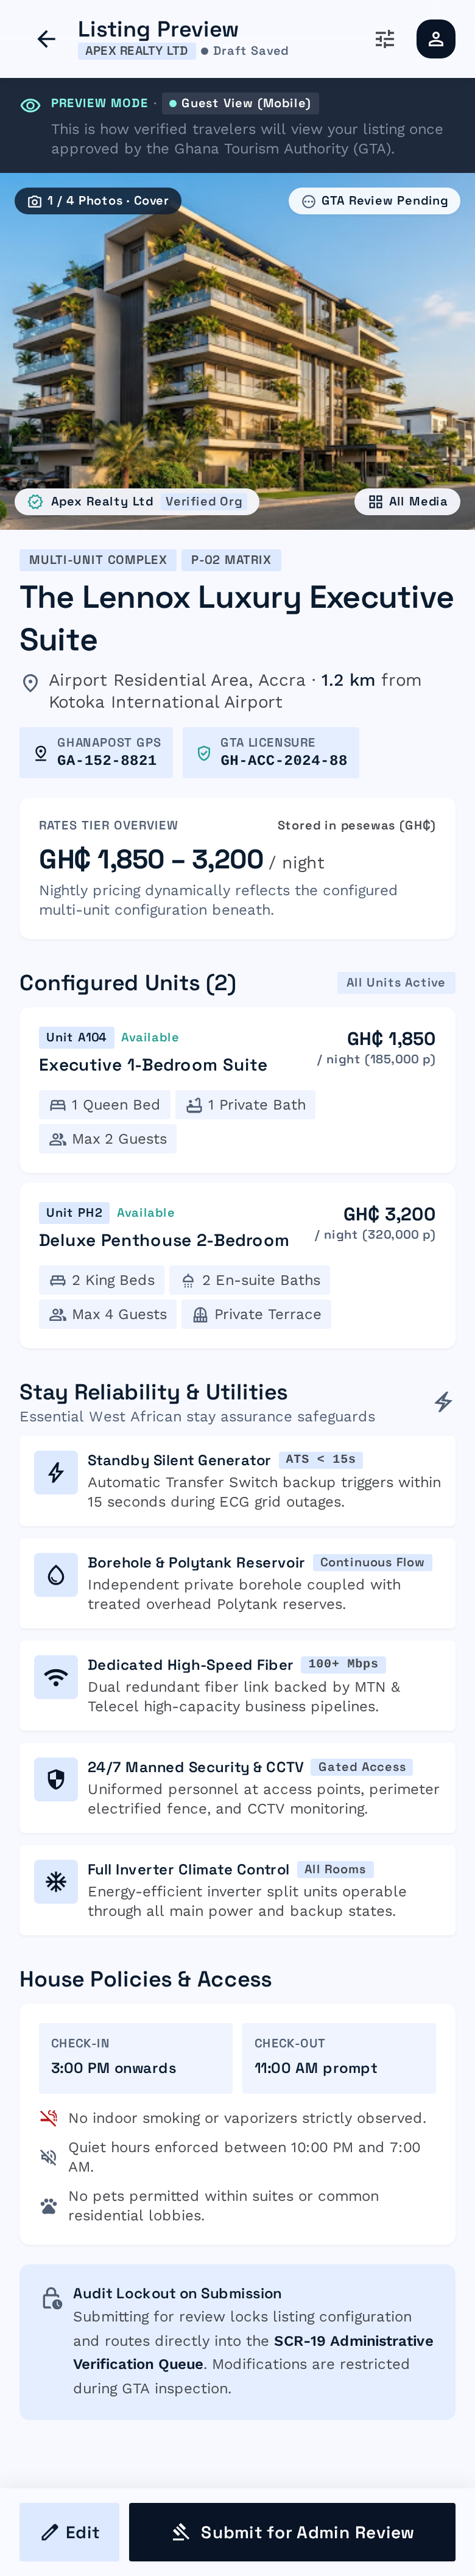 Listing Preview
APEX REALTY LTD Draft Saved
PREVIEW MODE · Guest View (Mobile)
This is how verified travelers will view your listing once
approved by the Ghana Tourism Authority (GTA).
1 / 4 Photos · Cover
GTA Review Pending
Apex Realty Ltd Verified Org
All Media
MULTI-UNIT COMPLEX P-02 MATRIX
The Lennox Luxury Executive
Suite
Airport Residential Area, Accra · 1.2 km from
Kotoka International Airport
GHANAPOST GPS
GA-152-8821
GTA LICENSURE
GH-ACC-2024-88
RATES TIER OVERVIEW
Stored in pesewas (GH₵)
GH₵ 1,850 – 3,200 / night
Nightly pricing dynamically reflects the configured
multi-unit configuration beneath.
Configured Units (2)
All Units Active
Unit A104 Available
GH₵ 1,850
Executive 1-Bedroom Suite
/ night (185,000 p)
1 Queen Bed
1 Private Bath
Max 2 Guests
Unit PH2 Available
GH₵ 3,200
Deluxe Penthouse 2-Bedroom
/ night (320,000 p)
2 King Beds
2 En-suite Baths
Max 4 Guests
Private Terrace
Stay Reliability & Utilities
Essential West African stay assurance safeguards
Standby Silent Generator ATS < 15s
Automatic Transfer Switch backup triggers within
15 seconds during ECG grid outages.
Borehole & Polytank Reservoir Continuous Flow
Independent private borehole coupled with
treated overhead Polytank reserves.
Dedicated High-Speed Fiber 100+ Mbps
Dual redundant fiber link backed by MTN &
Telecel high-capacity business pipelines.
24/7 Manned Security & CCTV Gated Access
Uniformed personnel at access points, perimeter
electrified fence, and CCTV monitoring.
Full Inverter Climate Control All Rooms
Energy-efficient inverter split units operable
through all main power and backup states.
House Policies & Access
CHECK-IN
3:00 PM onwards
CHECK-OUT
11:00 AM prompt
No indoor smoking or vaporizers strictly observed.
Quiet hours enforced between 10:00 PM and 7:00
AM.
No pets permitted within suites or common
residential lobbies.
Audit Lockout on Submission
Submitting for review locks listing configuration
and routes directly into the SCR-19 Administrative
Verification Queue. Modifications are restricted
during GTA inspection.
Edit
Submit for Admin Review